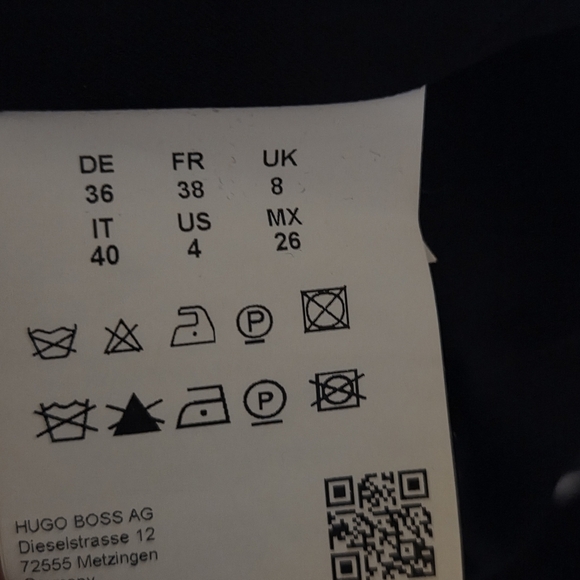 DE FR UK
36 38 8
IT US MX
40 4 26
P
P
HUGO BOSS AG
Dieselstrasse 12
72555 Metzingen
Germany